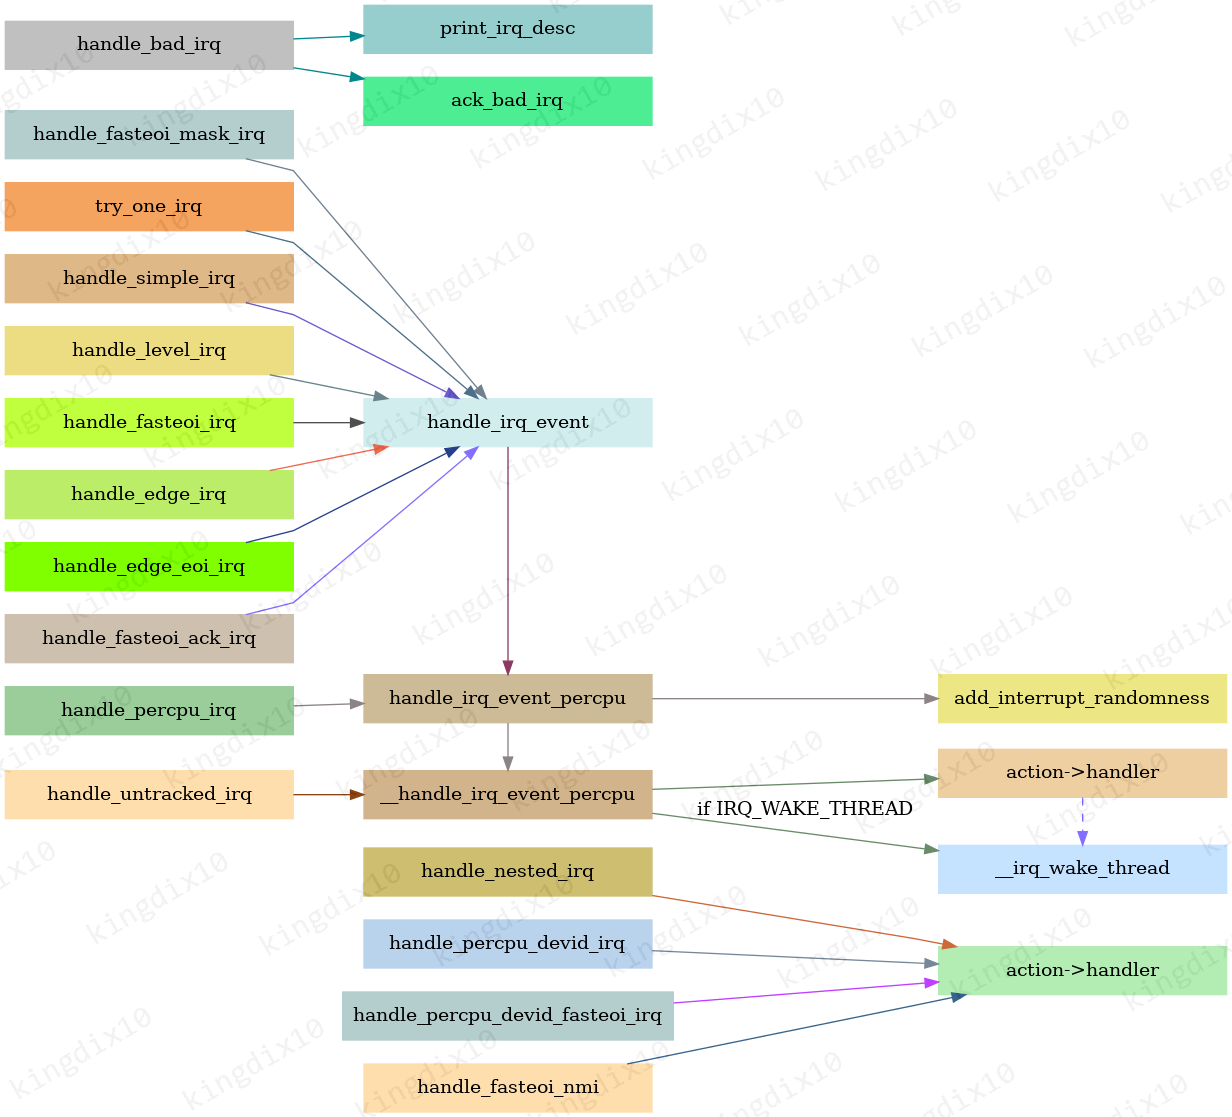 handle_bad_irq
print_irq_desc
ack_bad_irq
handle_fasteoi_mask_irq
try_one_irq
handle_simple_irq
handle_level_irq
handle_fasteoi_irq
handle_irq_event
handle_edge_irq
handle_edge_eoi_irq
handle_fasteoi_ack_irq
handle_percpu_irq
handle_irq_event_percpu
add_interrupt_randomness
handle_untracked_irq
__handle_irq_event_percpu
action->handler
if IRQ_WAKE_THREAD
__irq_wake_thread
handle_nested_irq
handle_percpu_devid_irq
action->handler
handle_percpu_devid_fasteoi_irq
handle_fasteoi_nmi
kingdix10